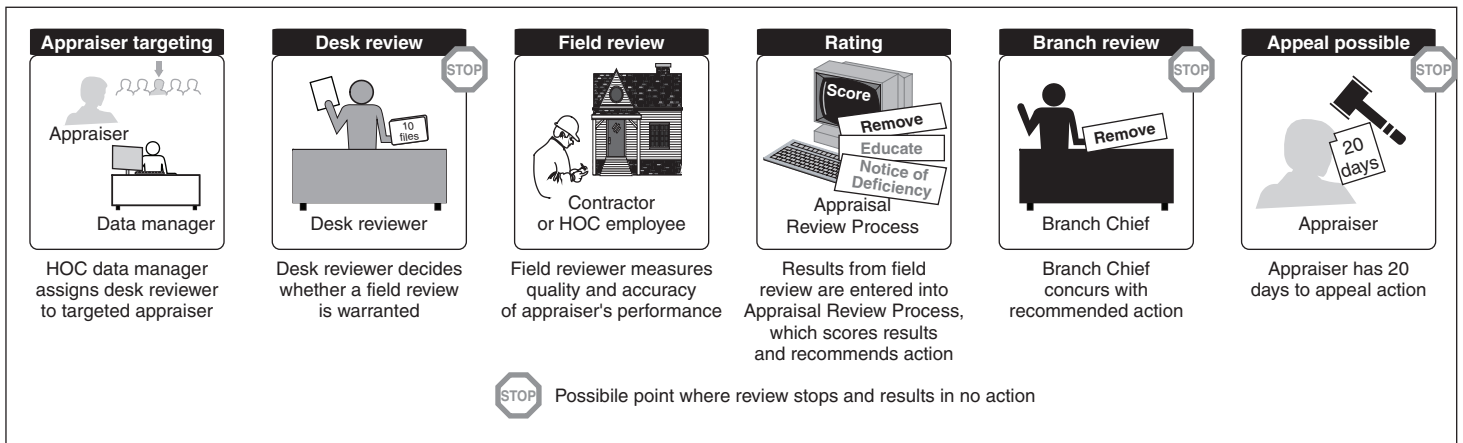 Appraiser targeting
Appraiser
Data manager
HOC data manager
assigns desk reviewer
to targeted appraiser
Desk review
STOP
10
files
Desk reviewer
Desk reviewer decides
whether a field review
is warranted
Field review
Contractor
or HOC employee
Field reviewer measures
quality and accuracy
of appraiser's performance
Rating
Score
Remove
Educate
Notice of
Deficiency
Appraisal
Review Process
Results from field
review are entered into
Appraisal Review Process,
which scores results
and recommends action
Branch review
STOP
Remove
Branch Chief
Branch Chief
concurs with
recommended action
Appeal possible
STOP
20
days
Appraiser
Appraiser has 20
days to appeal action
STOP
Possibile point where review stops and results in no action